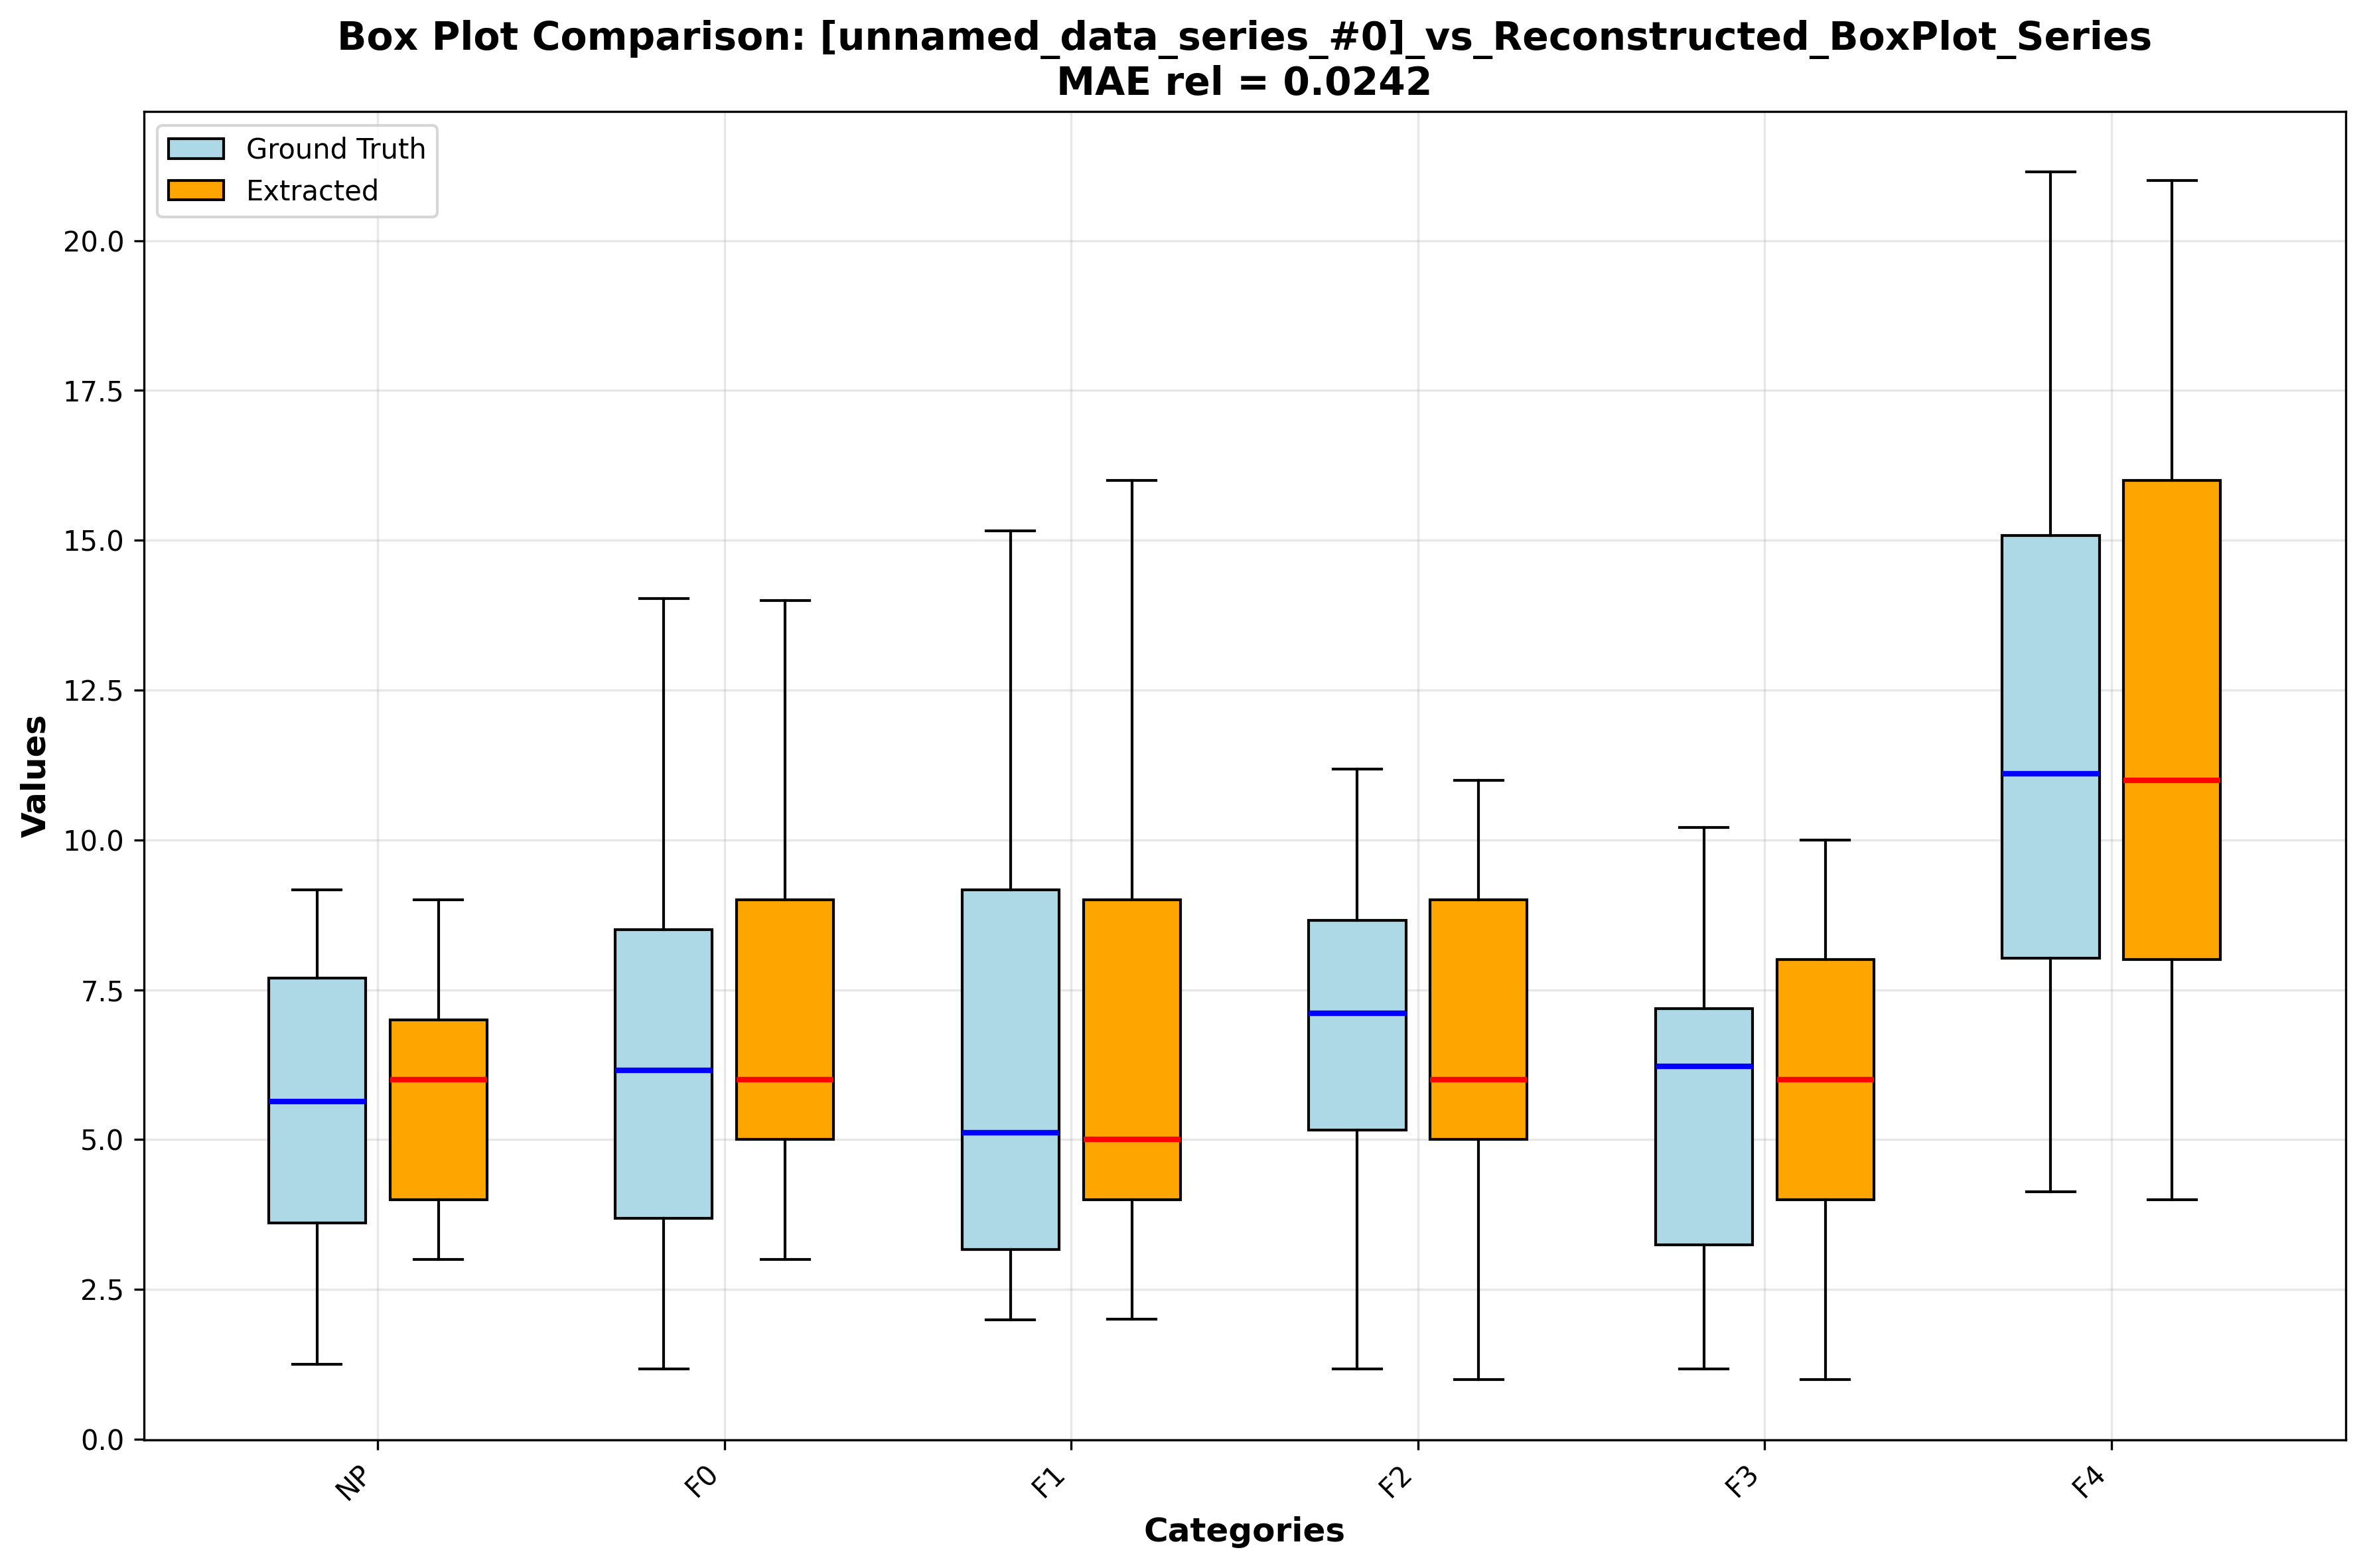 Box Plot Comparison: [unnamed_data_series_#0]_vs_Reconstructed_BoxPlot_Series
MAE rel = 0.0242
Ground Truth
Extracted
Values
20.0
17.5
15.0
12.5
10.0
7.5
5.0
2.5
0.0
NP
F0
F1
F2
F3
F4
Categories